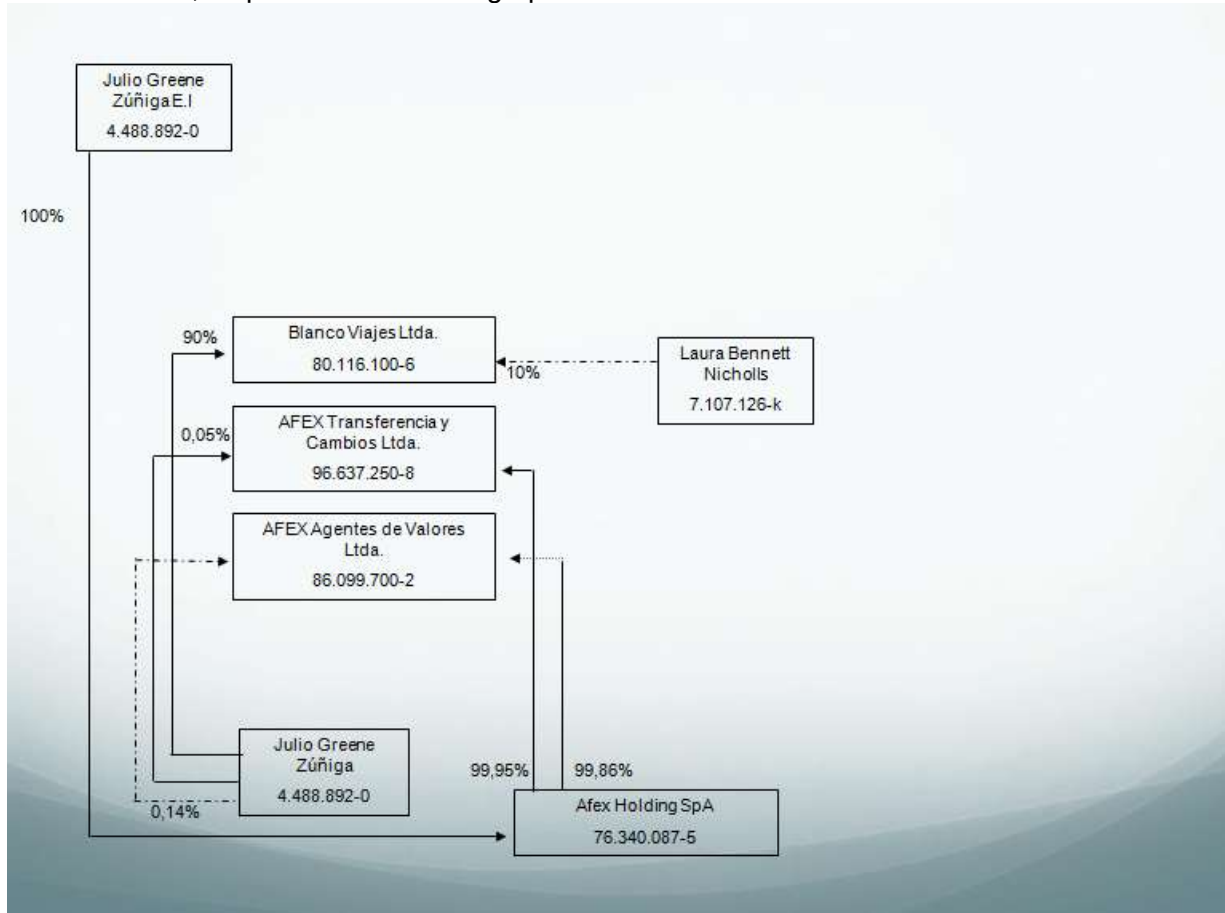 Julio Greene
Zúñiga E.I
4.488.892-0
100%
90%
Blanco Viajes Ltda.
80.116.100-6
10%
Laura Bennett
Nicholls
7.107.126-k
0,05%
AFEX Transferencia y
Cambios Ltda.
96.637.250-8
AFEX Agentes de Valores
Ltda.
86.099.700-2
Julio Greene
Zúñiga
4.488.892-0
0,14%
99,95%
99,86%
Afex Holding SpA
76.340.087-5